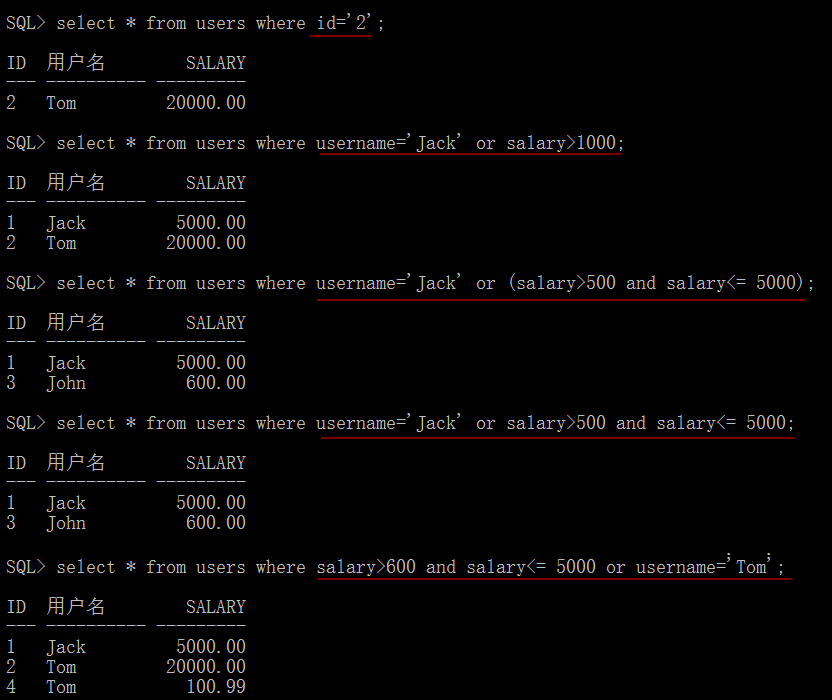 SQL> select * from users where id='2';
ID 用户名 SALARY
--- ---------- ---------
2 Tom 20000.00
SQL> select * from users where username='Jack' or salary>1000;
ID 用户名 SALARY
--- ---------- ---------
1 Jack 5000.00
2 Tom 20000.00
SQL> select * from users where username='Jack' or (salary>500 and salary<= 5000);
ID 用户名 SALARY
--- ---------- ---------
1 Jack 5000.00
3 John 600.00
SQL> select * from users where username='Jack' or salary>500 and salary<= 5000;
ID 用户名 SALARY
--- ---------- ---------
1 Jack 5000.00
3 John 600.00
SQL> select * from users where salary>600 and salary<= 5000 or username='Tom';
ID 用户名 SALARY
--- ---------- ---------
1 Jack 5000.00
2 Tom 20000.00
4 Tom 100.99